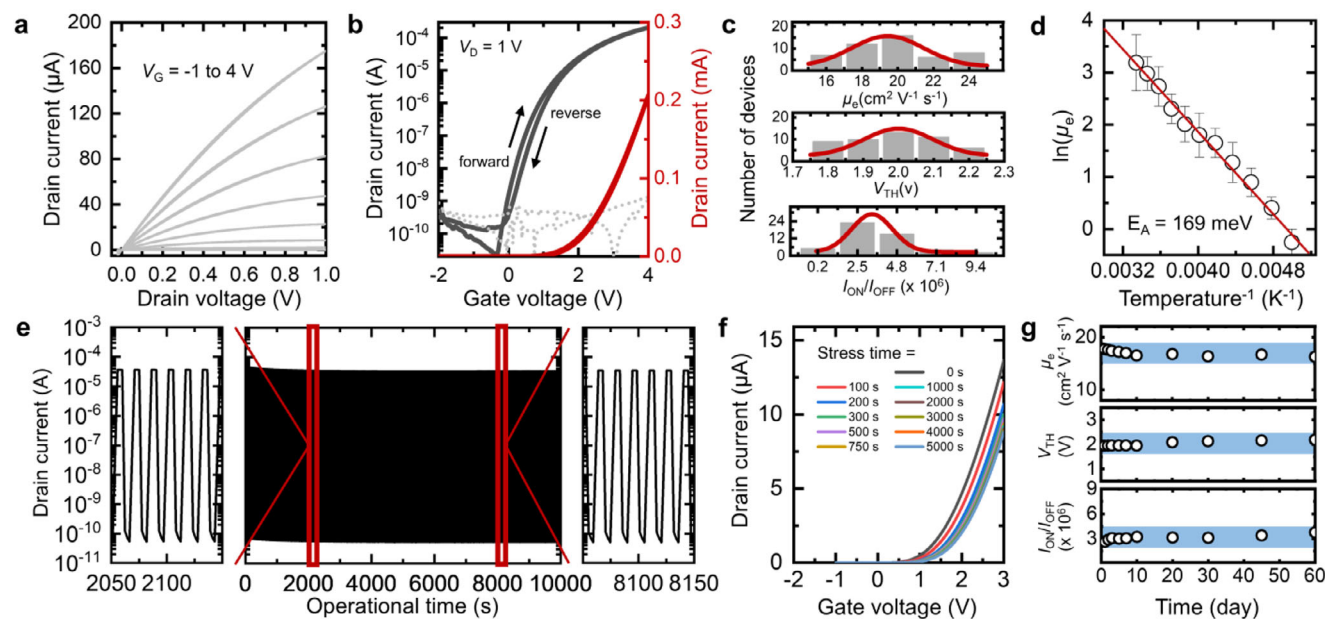 a
Drain current (μA)
200
160
120
80
40
0
V_G = -1 to 4 V
0.0 0.2 0.4 0.6 0.8 1.0
Drain voltage (V)
b
Drain current (A)
10⁻⁴
10⁻⁵
10⁻⁶
10⁻⁷
10⁻⁸
10⁻⁹
10⁻¹⁰
V_D = 1 V
reverse
forward
-2 0 2 4
Gate voltage (V)
0.3
0.2
0.1
0.0
Drain current (mA)
c
Number of devices
20
10
0
16 18 20 22 24
μₑ(cm² V⁻¹ s⁻¹)
20
10
0
1.7 1.8 2.0 2.1 2.2 2.3
V_TH(v)
24
12
0
0.2 2.5 4.8 7.1 9.4
I_ON/I_OFF (x 10⁶)
d
ln(μₑ)
4
3
2
1
0
E_A = 169 meV
0.0032 0.0040 0.0048
Temperature⁻¹ (K⁻¹)
e
Drain current (A)
10⁻³
10⁻⁴
10⁻⁵
10⁻⁶
10⁻⁷
10⁻⁸
10⁻⁹
10⁻¹⁰
10⁻¹¹
2050 2100
0 2000 4000 6000 8000 10000
8100 8150
Operational time (s)
f
Drain current (μA)
15
10
5
0
Stress time =
0 s
100 s 1000 s
200 s 2000 s
300 s 3000 s
500 s 4000 s
750 s 5000 s
-2 -1 0 1 2 3
Gate voltage (V)
g
μₑ
(cm² V⁻¹ s⁻¹)
20
10
V_TH
(V)
3
2
1
I_ON/I_OFF
(x 10⁶)
9
6
3
0 10 20 30 40 50 60
Time (day)